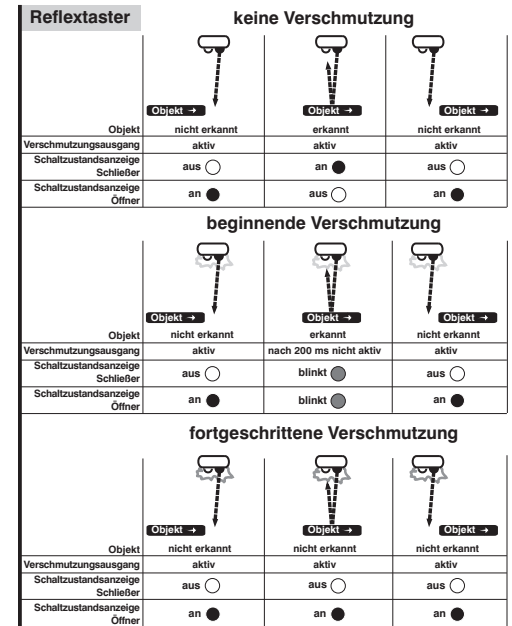 Reflextaster
keine Verschmutzung
Objekt → Objekt → Objekt →
Objekt nicht erkannt erkannt nicht erkannt
Verschmutzungsausgang aktiv aktiv aktiv
Schaltzustandsanzeige
Schließer aus an aus
Schaltzustandsanzeige
Öffner an aus an
beginnende Verschmutzung
Objekt → Objekt → Objekt →
Objekt nicht erkannt erkannt nicht erkannt
Verschmutzungsausgang aktiv nach 200 ms nicht aktiv aktiv
Schaltzustandsanzeige
Schließer aus blinkt aus
Schaltzustandsanzeige
Öffner an blinkt an
fortgeschrittene Verschmutzung
Objekt → Objekt → Objekt →
Objekt nicht erkannt nicht erkannt nicht erkannt
Verschmutzungsausgang aktiv aktiv aktiv
Schaltzustandsanzeige
Schließer aus aus aus
Schaltzustandsanzeige
Öffner an an an